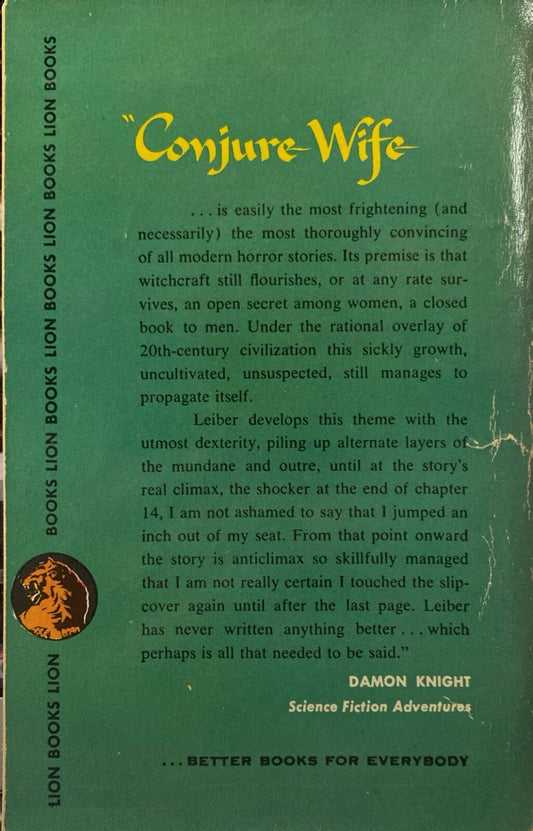 BOOKS LION BOOKS LION BOOKS LION BOOKS LION BOOKS
LION BOOKS LION
"Conjure Wife
...is easily the most frightening (and
necessarily) the most thoroughly convincing
of all modern horror stories. Its premise is that
witchcraft still flourishes, or at any rate sur-
vives, an open secret among women, a closed
book to men. Under the rational overlay of
20th-century civilization this sickly growth,
uncultivated, unsuspected, still manages to
propagate itself.
Leiber develops this theme with the
utmost dexterity, piling up alternate layers of
the mundane and outre, until at the story's
real climax, the shocker at the end of chapter
14, I am not ashamed to say that I jumped an
inch out of my seat. From that point onward
the story is anticlimax so skillfully managed
that I am not really certain I touched the slip-
cover again until after the last page. Leiber
has never written anything better...which
perhaps is all that needed to be said."
DAMON KNIGHT
Science Fiction Adventures
...BETTER BOOKS FOR EVERYBODY